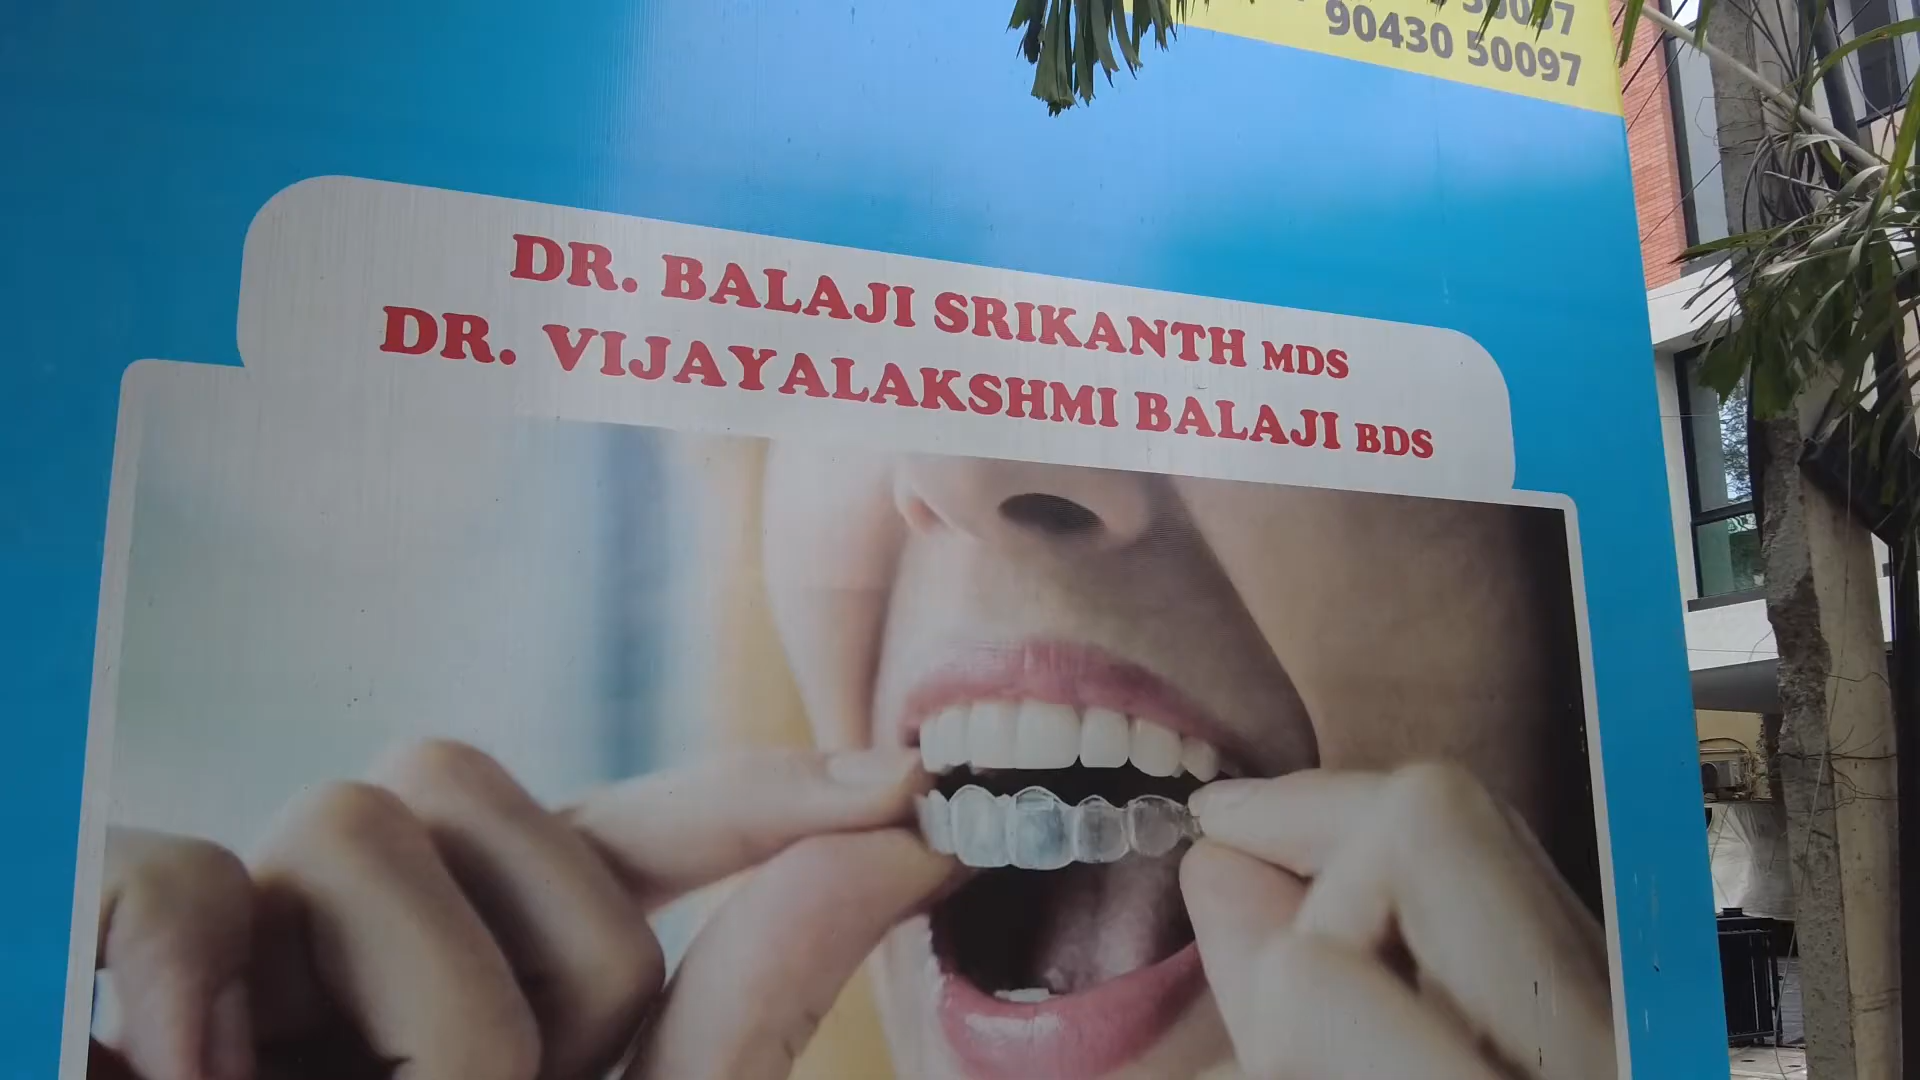 90430 50097
DR. BALAJI SRIKANTH MDS
DR. VIJAYALAKSHMI BALAJI BDS